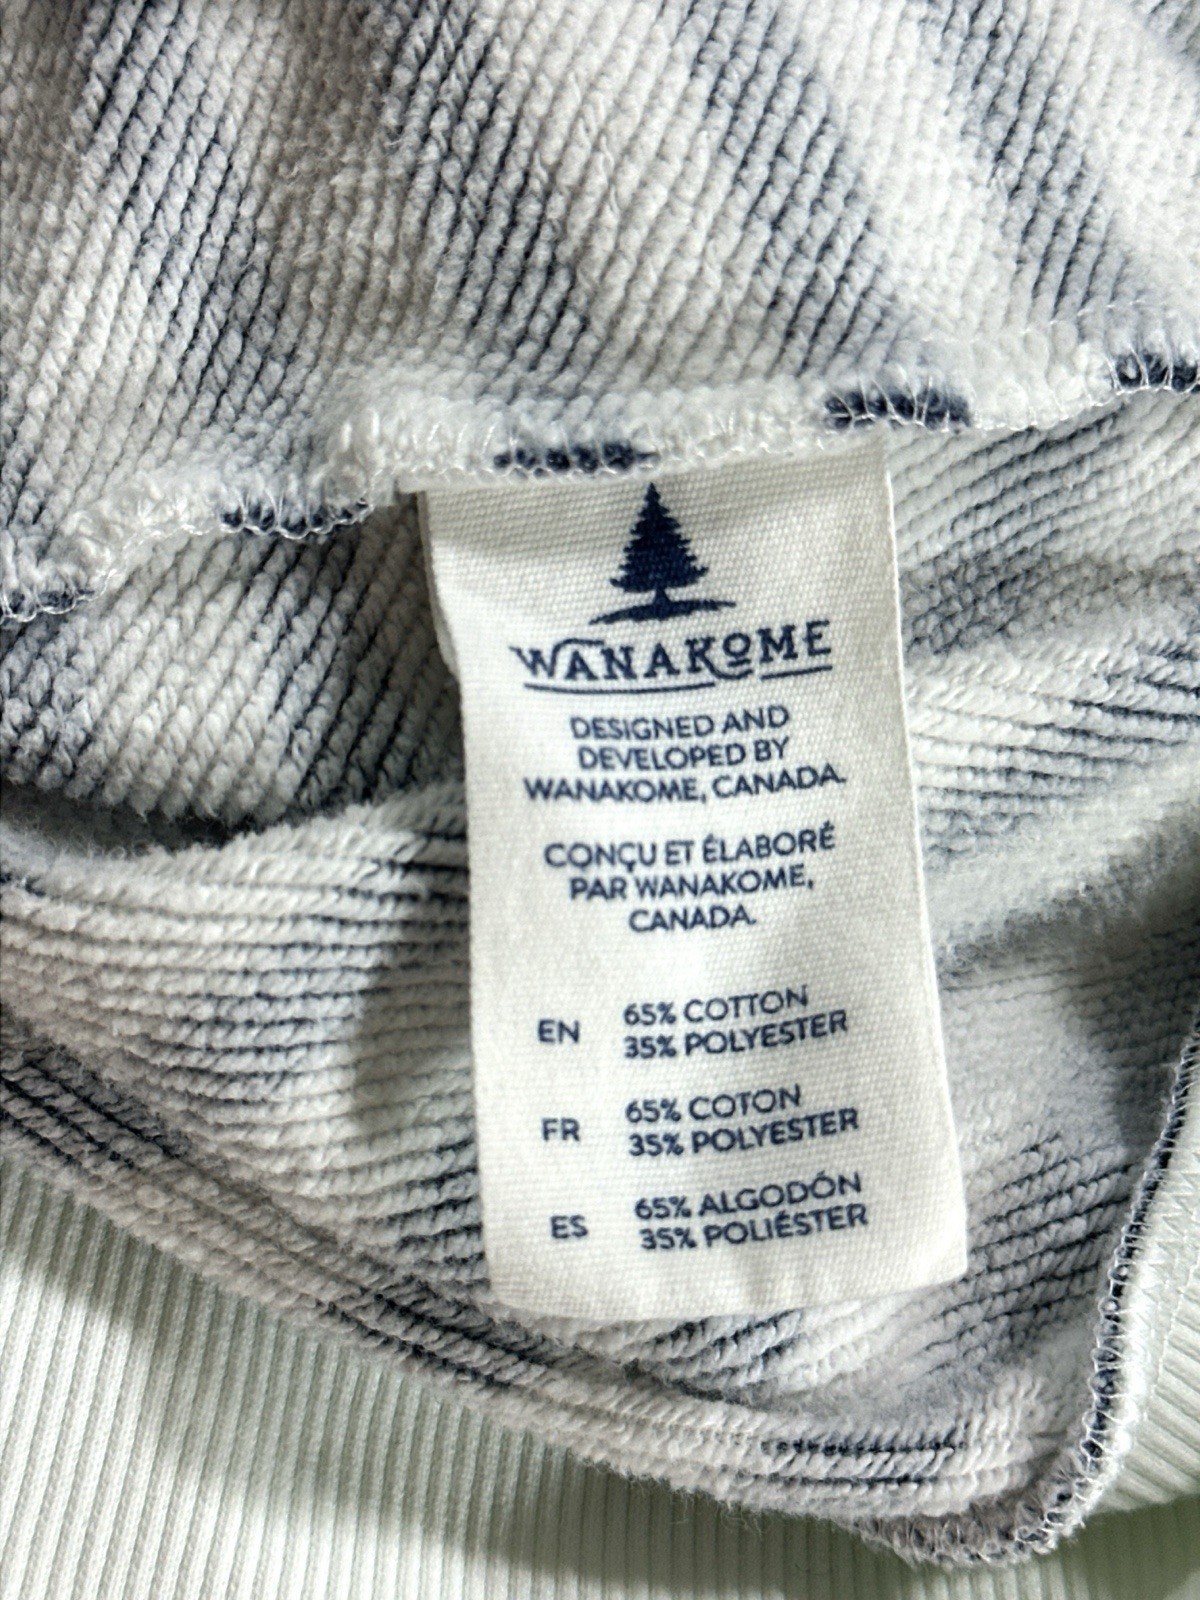 WANAKOME
DESIGNED AND
DEVELOPED BY
WANAKOME, CANADA.
CONÇU ET ÉLABORÉ
PAR WANAKOME,
CANADA.
EN 65% COTTON
35% POLYESTER
FR 65% COTON
35% POLYESTER
ES 65% ALGODÓN
35% POLIÉSTER